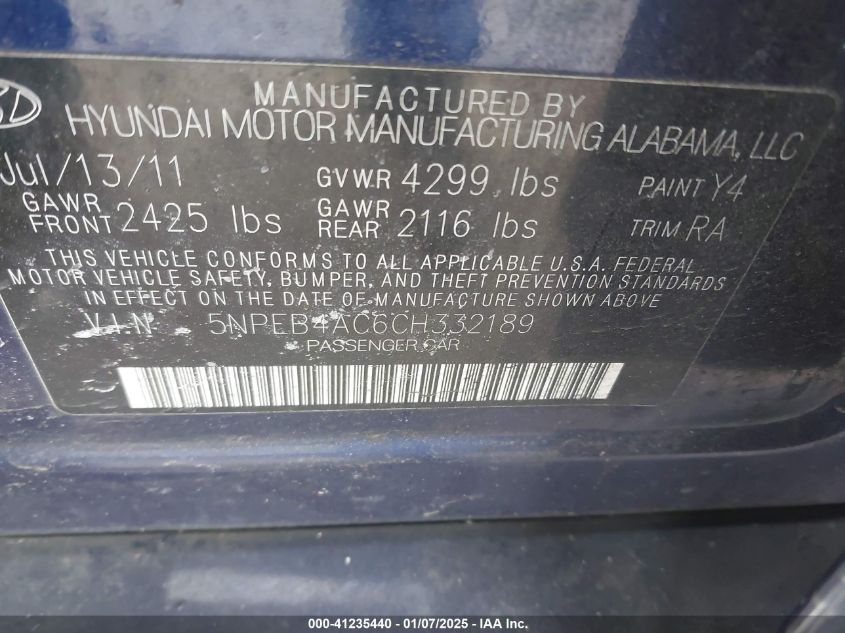 MANUFACTURED BY
HYUNDAI MOTOR MANUFACTURING ALABAMA, LLC
Jul/13/11 GVWR 4299 lbs PAINT Y4
GAWR FRONT 2425 lbs GAWR REAR 2116 lbs TRIM RA
THIS VEHICLE CONFORMS TO ALL APPLICABLE U.S.A. FEDERAL
MOTOR VEHICLE SAFETY, BUMPER, AND THEFT PREVENTION STANDARDS
IN EFFECT ON THE DATE OF MANUFACTURE SHOWN ABOVE
V.I.N : 5NPEB4AC6CH332189
PASSENGER CAR
000-41235440 - 01/07/2025 - IAA Inc.